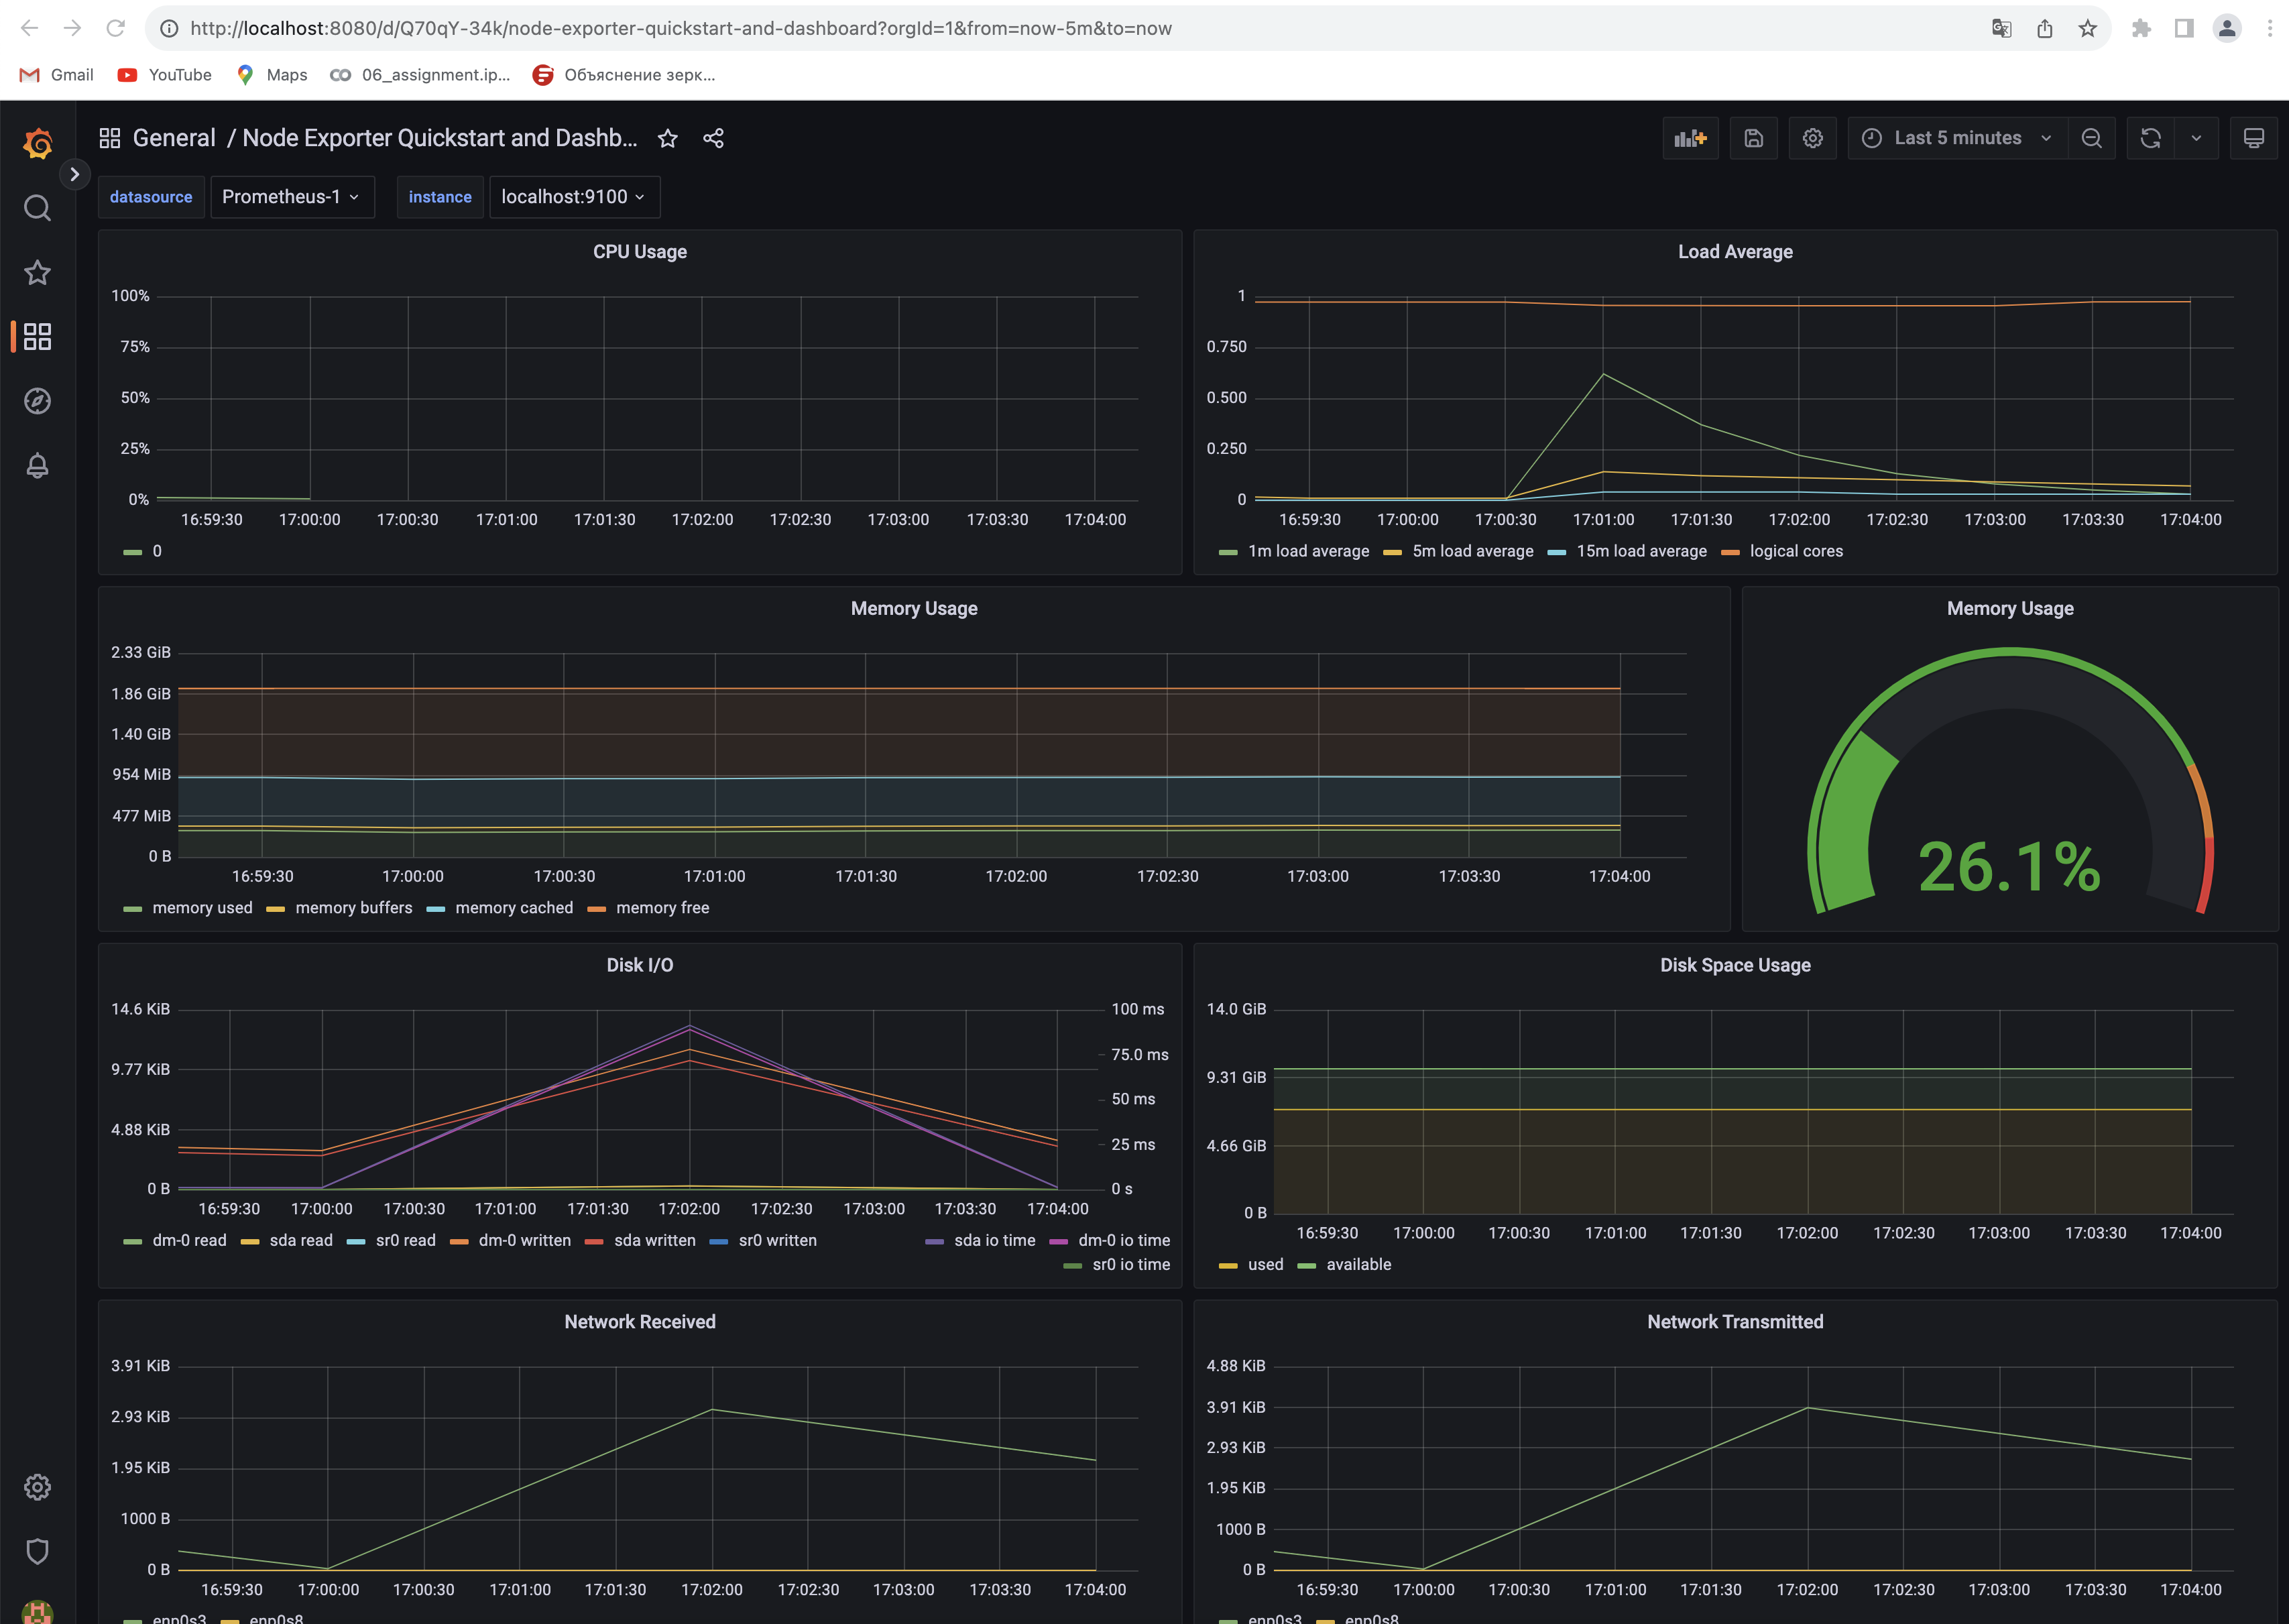 http://localhost:8080/d/Q70qY-34k/node-exporter-quickstart-and-dashboard?orgId=1&from=now-5m&to=now
Gmail YouTube Maps 06_assignment.ip... Объяснение зерк...
General / Node Exporter Quickstart and Dashb... Last 5 minutes
datasource Prometheus-1 instance localhost:9100
CPU Usage
100%
75%
50%
25%
0%
16:59:30 17:00:00 17:00:30 17:01:00 17:01:30 17:02:00 17:02:30 17:03:00 17:03:30 17:04:00
0
Load Average
1
0.750
0.500
0.250
0
16:59:30 17:00:00 17:00:30 17:01:00 17:01:30 17:02:00 17:02:30 17:03:00 17:03:30 17:04:00
1m load average 5m load average 15m load average logical cores
Memory Usage
2.33 GiB
1.86 GiB
1.40 GiB
954 MiB
477 MiB
0 B
16:59:30 17:00:00 17:00:30 17:01:00 17:01:30 17:02:00 17:02:30 17:03:00 17:03:30 17:04:00
memory used memory buffers memory cached memory free
Memory Usage
26.1%
Disk I/O
14.6 KiB
9.77 KiB
4.88 KiB
0 B
100 ms
75.0 ms
50 ms
25 ms
0 s
16:59:30 17:00:00 17:00:30 17:01:00 17:01:30 17:02:00 17:02:30 17:03:00 17:03:30 17:04:00
dm-0 read sda read sr0 read dm-0 written sda written sr0 written sda io time dm-0 io time
sr0 io time
Disk Space Usage
14.0 GiB
9.31 GiB
4.66 GiB
0 B
16:59:30 17:00:00 17:00:30 17:01:00 17:01:30 17:02:00 17:02:30 17:03:00 17:03:30 17:04:00
used available
Network Received
3.91 KiB
2.93 KiB
1.95 KiB
1000 B
0 B
16:59:30 17:00:00 17:00:30 17:01:00 17:01:30 17:02:00 17:02:30 17:03:00 17:03:30 17:04:00
enp0s3 enp0s8
Network Transmitted
4.88 KiB
3.91 KiB
2.93 KiB
1.95 KiB
1000 B
0 B
16:59:30 17:00:00 17:00:30 17:01:00 17:01:30 17:02:00 17:02:30 17:03:00 17:03:30 17:04:00
enp0s3 enp0s8